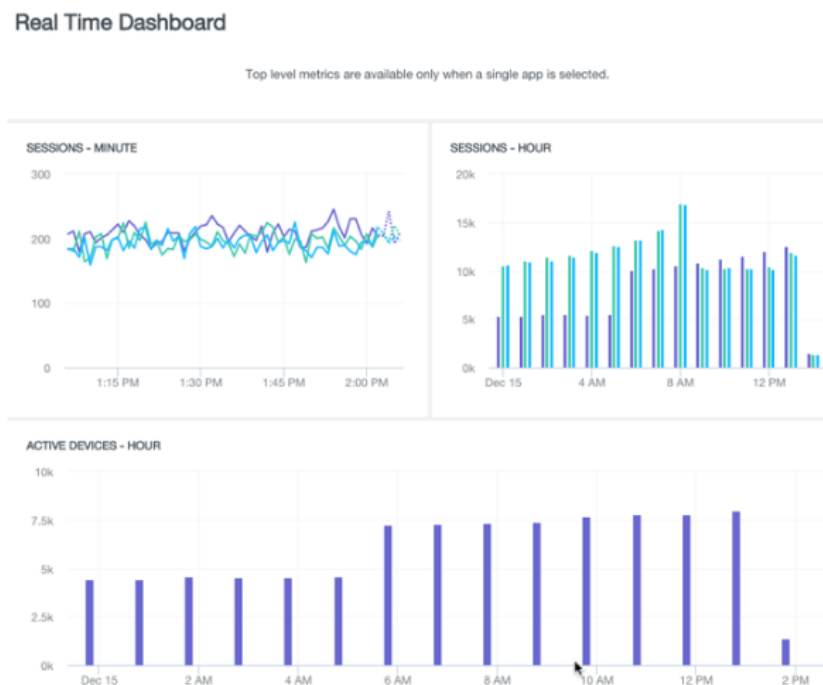 Real Time Dashboard
Top level metrics are available only when a single app is selected.
SESSIONS - MINUTE
300
200
100
0
1:15 PM 1:30 PM 1:45 PM 2:00 PM
SESSIONS - HOUR
20k
15k
10k
5k
0k
Dec 15 4 AM 8 AM 12 PM
ACTIVE DEVICES - HOUR
10k
7.5k
5k
2.5k
0k
Dec 15 2 AM 4 AM 6 AM 8 AM 10 AM 12 PM 2 PM